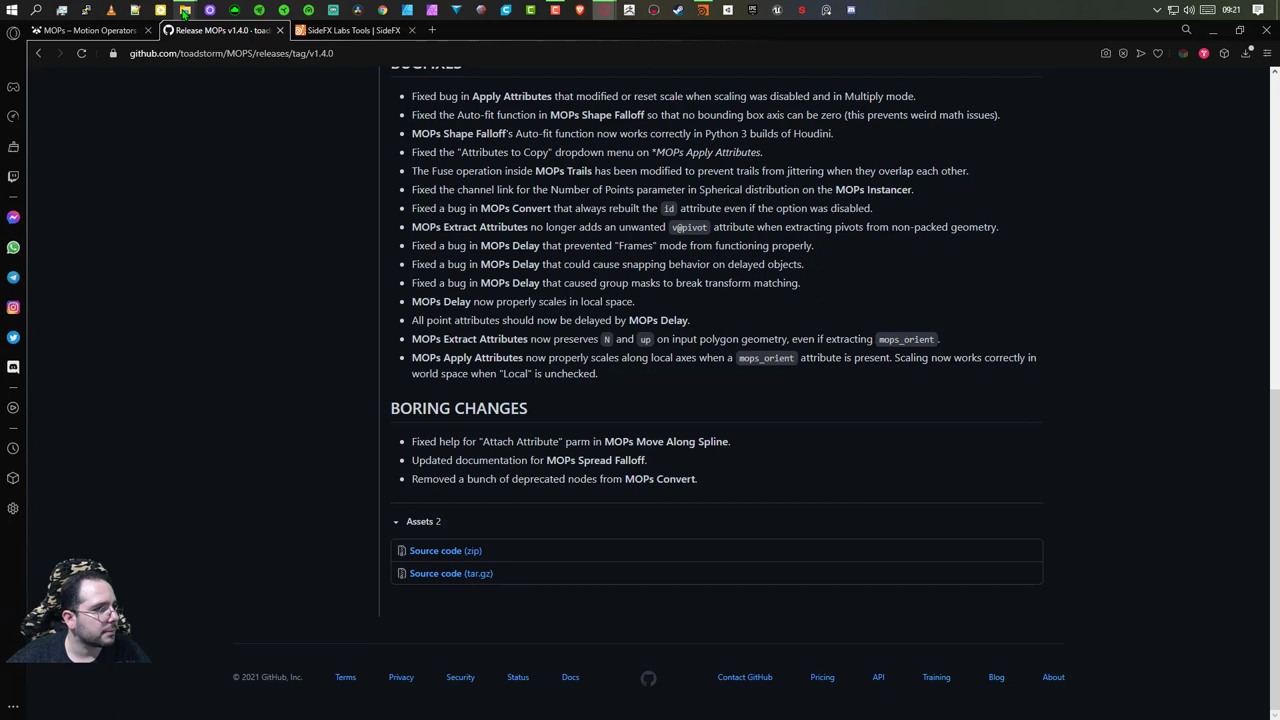 09:21
MOPs – Motion Operators
Release MOPs v1.4.0 · toad
SideFX Labs Tools | SideFX
github.com/toadstorm/MOPS/releases/tag/v1.4.0
Fixed bug in Apply Attributes that modified or reset scale when scaling was disabled and in Multiply mode.
Fixed the Auto-fit function in MOPs Shape Falloff so that no bounding box axis can be zero (this prevents weird math issues).
MOPs Shape Falloff's Auto-fit function now works correctly in Python 3 builds of Houdini.
Fixed the "Attributes to Copy" dropdown menu on *MOPs Apply Attributes.
The Fuse operation inside MOPs Trails has been modified to prevent trails from jittering when they overlap each other.
Fixed the channel link for the Number of Points parameter in Spherical distribution on the MOPs Instancer.
Fixed a bug in MOPs Convert that always rebuilt the id attribute even if the option was disabled.
MOPs Extract Attributes no longer adds an unwanted v@pivot attribute when extracting pivots from non-packed geometry.
Fixed a bug in MOPs Delay that prevented "Frames" mode from functioning properly.
Fixed a bug in MOPs Delay that could cause snapping behavior on delayed objects.
Fixed a bug in MOPs Delay that caused group masks to break transform matching.
MOPs Delay now properly scales in local space.
All point attributes should now be delayed by MOPs Delay.
MOPs Extract Attributes now preserves N and up on input polygon geometry, even if extracting mops_orient.
MOPs Apply Attributes now properly scales along local axes when a mops_orient attribute is present. Scaling now works correctly in
world space when "Local" is unchecked.
BORING CHANGES
Fixed help for "Attach Attribute" parm in MOPs Move Along Spline.
Updated documentation for MOPs Spread Falloff.
Removed a bunch of deprecated nodes from MOPs Convert.
Assets 2
Source code (zip)
Source code (tar.gz)
© 2021 GitHub, Inc. Terms Privacy Security Status Docs Contact GitHub Pricing API Training Blog About